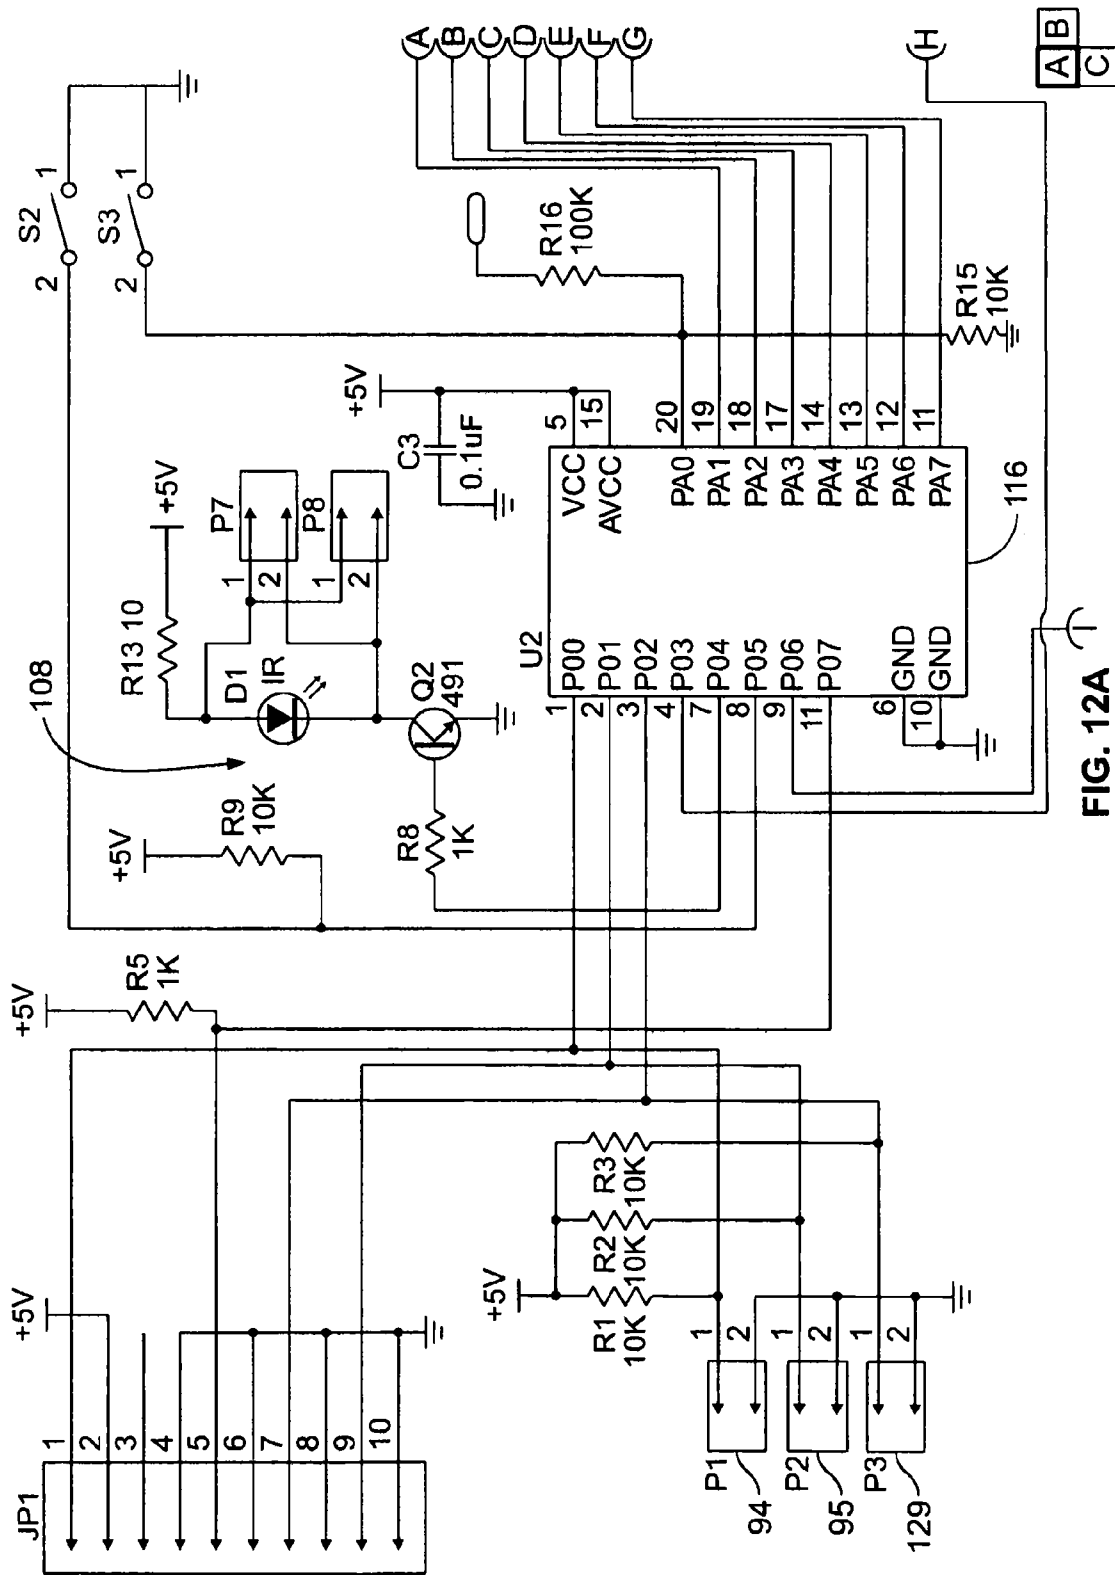 JP1
1
2
3
4
5
6
7
8
9
10
+5V
+5V
R5
1K
+5V
R9
10K
108
R13 10
+5V
D1
IR
P7
1
2
P8
1
2
R8
1K
Q2
491
S2
2
1
S3
2
1
+5V
C3
0.1uF
R16
100K
A
B
C
D
E
F
G
H
I
+5V
R1
10K
R2
10K
R3
10K
P1
1
2
94
P2
1
2
95
P3
1
2
129
U2
1 P00
2 P01
3 P02
4 P03
7 P04
8 P05
9 P06
11 P07
6 GND
10 GND
VCC 5
AVCC 15
PA0 20
PA1 19
PA2 18
PA3 17
PA4 14
PA5 13
PA6 12
PA7 11
116
R15
10K
FIG. 12A
A B
C